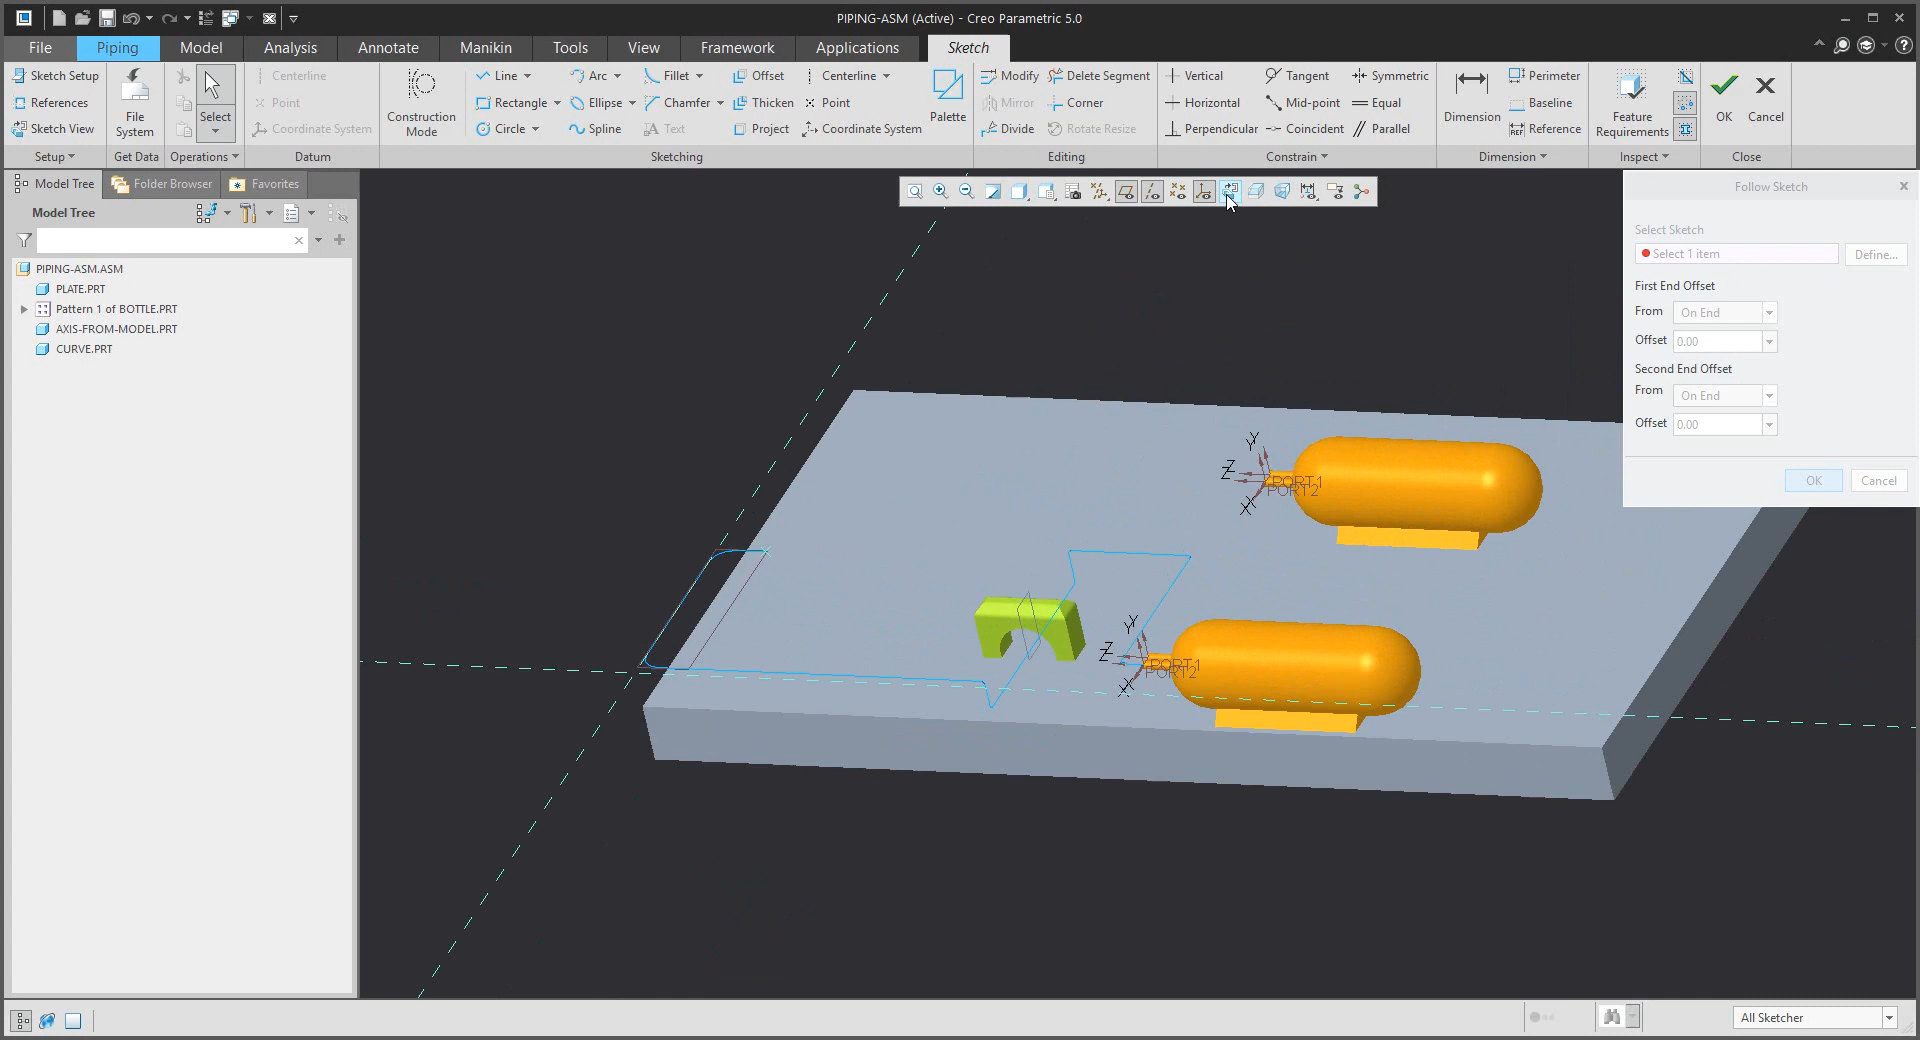 PIPING-ASM (Active) - Creo Parametric 5.0
File Piping Model Analysis Annotate Manikin Tools View Framework Applications Sketch
Sketch Setup
References
Sketch View
Setup
File System
Get Data
Select
Operations
Centerline
Point
Coordinate System
Datum
Construction Mode
Line Arc Fillet Offset Centerline
Rectangle Ellipse Chamfer Thicken Point
Circle Spline Text Project Coordinate System
Palette
Sketching
Modify Delete Segment
Mirror Corner
Divide Rotate Resize
Editing
Vertical Tangent Symmetric
Horizontal Mid-point Equal
Perpendicular Coincident Parallel
Constrain
Dimension
Perimeter
Baseline
REF Reference
Dimension
Feature Requirements
Inspect
OK Cancel
Close
Model Tree Folder Browser Favorites
Model Tree
PIPING-ASM.ASM
PLATE.PRT
Pattern 1 of BOTTLE.PRT
AXIS-FROM-MODEL.PRT
CURVE.PRT
Y
Z
X
PORT1
PORT2
Y
Y
Z
X
PORT1
PORT2
Follow Sketch
Select Sketch
Select 1 item Define...
First End Offset
From On End
Offset 0.00
Second End Offset
From On End
Offset 0.00
OK Cancel
All Sketcher